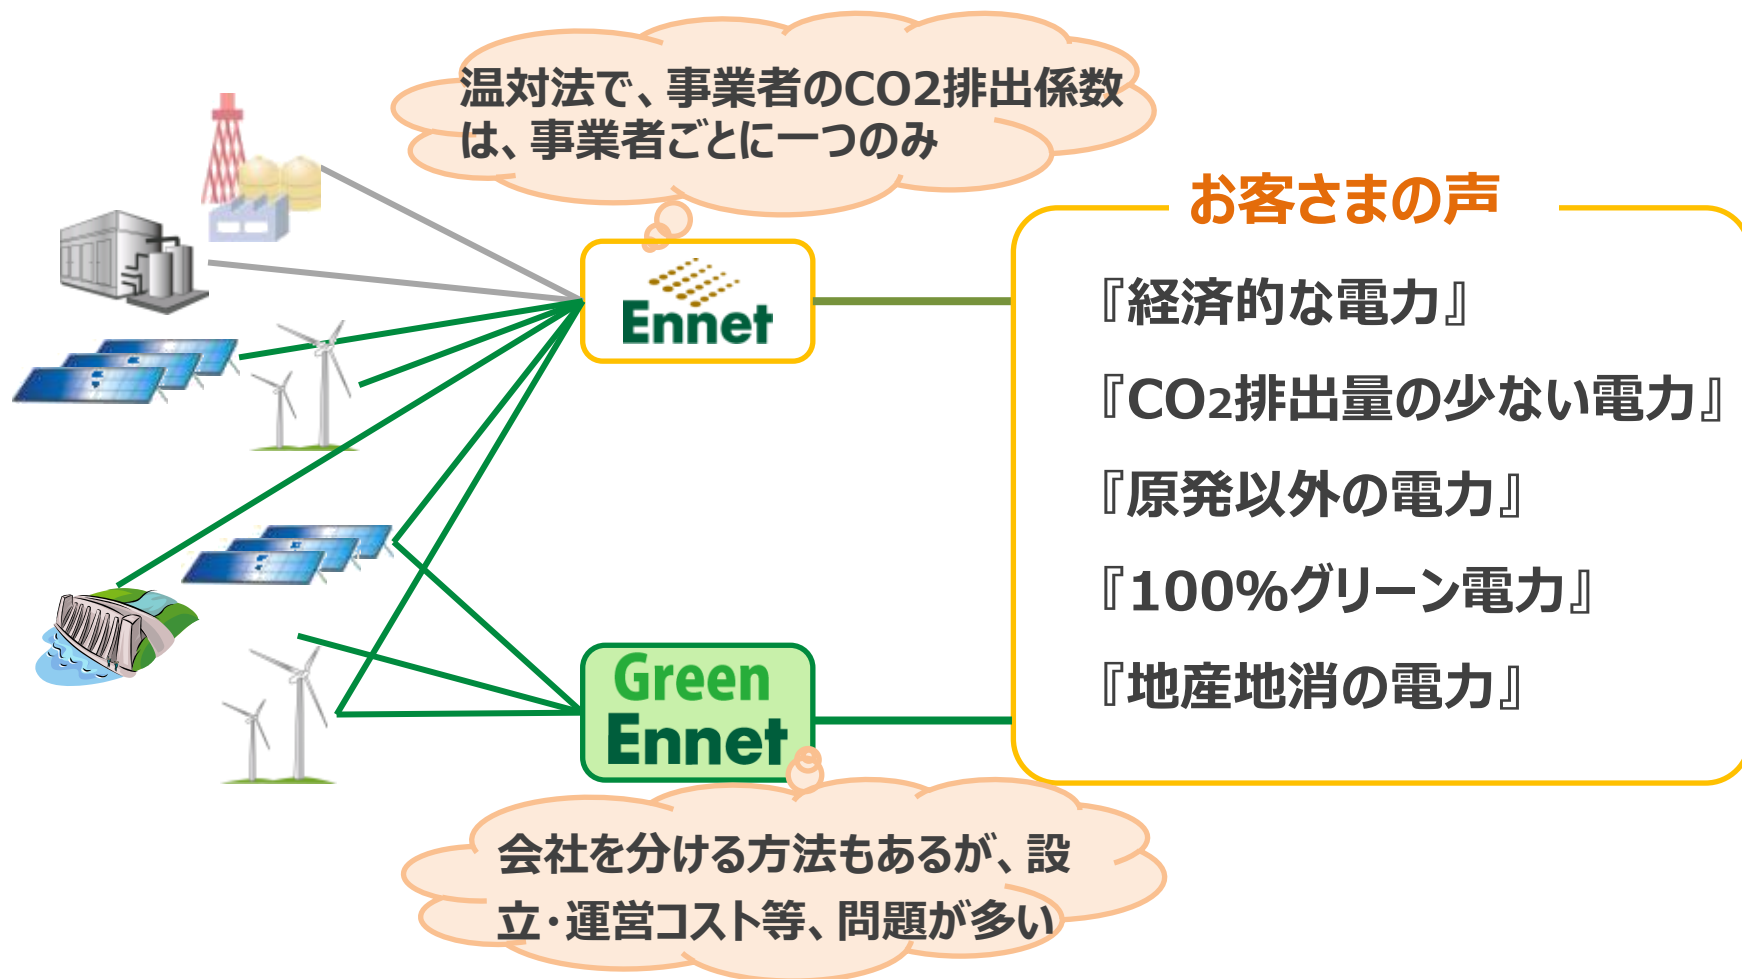 温対法で、事業者のCO2排出係数
は、事業者ごとに一つのみ
お客さまの声
Ennet
『経済的な電力』
『CO2排出量の少ない電力』
『原発以外の電力』
『100%グリーン電力』
『地産地消の電力』
Green
Ennet
会社を分ける方法もあるが、設
立・運営コスト等、問題が多い